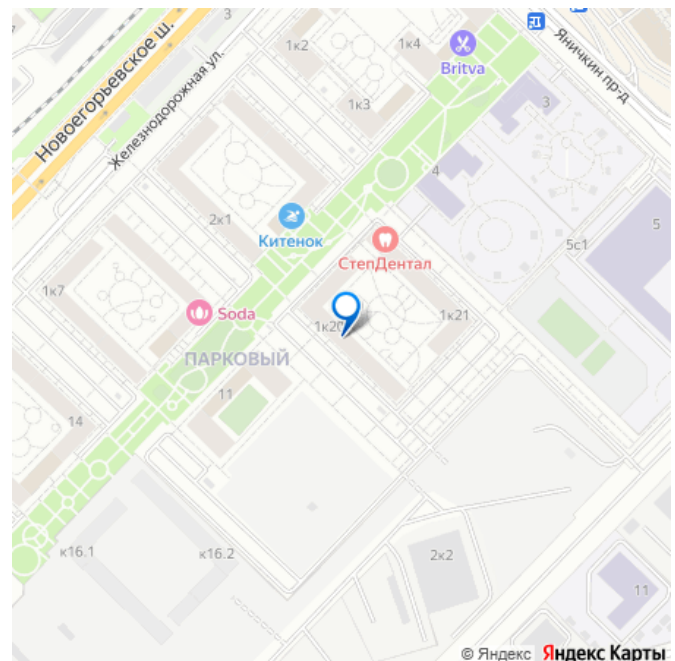 3
1к2
1к4
Britva
Яничкин пр-д
Новоегорьевское ш.
Железнодорожная ул.
1к3
3
4
2к1
Китенок
СтепДентал
5
5с1
1к7
Soda
1к20
1к21
ПАРКОВЫЙ
11
14
к16.1
к16.2
2к2
11
© Яндекс Яндекс Карты